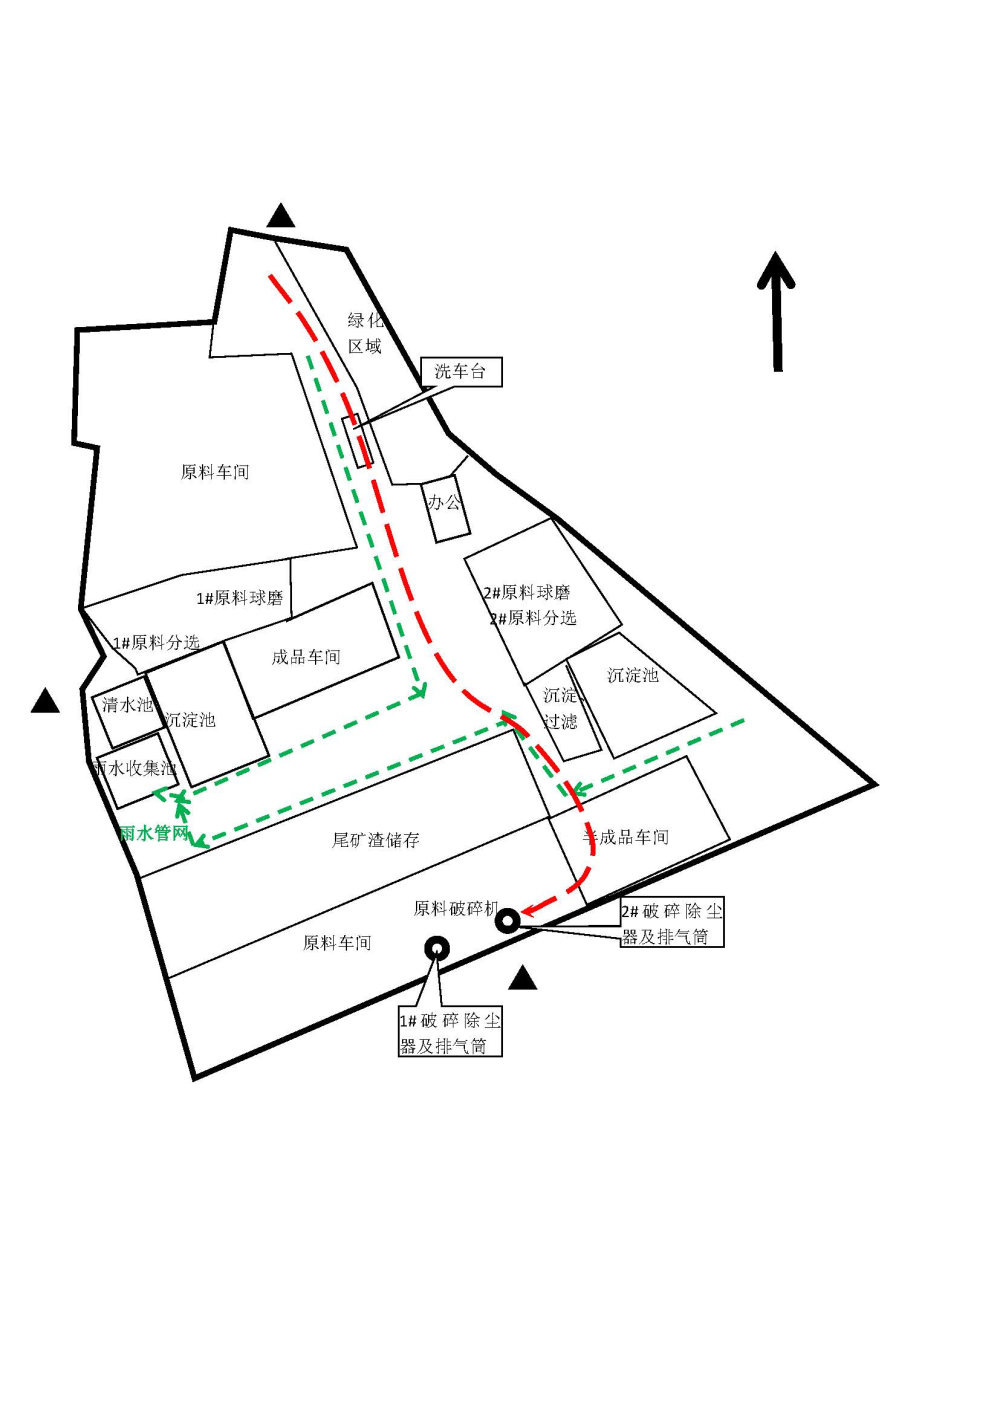 绿化
区域
洗车台
原料车间
办公
1#原料球磨
2#原料球磨
2#原料分选
1#原料分选
成品车间
沉淀池
清水池
沉淀池
沉淀
过滤
雨水收集池
雨水管网
尾矿渣储存
半成品车间
原料破碎机
2#破碎除尘
器及排气筒
原料车间
1#破碎除尘
器及排气筒